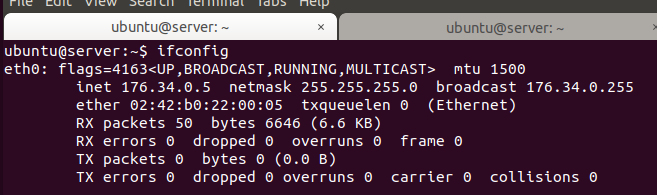 File Edit View Search Terminal Tabs Help
ubuntu@server: ~ × ubuntu@server: ~
ubuntu@server:~$ ifconfig
eth0: flags=4163<UP,BROADCAST,RUNNING,MULTICAST>  mtu 1500
        inet 176.34.0.5  netmask 255.255.255.0  broadcast 176.34.0.255
        ether 02:42:b0:22:00:05  txqueuelen 0  (Ethernet)
        RX packets 50  bytes 6646 (6.6 KB)
        RX errors 0  dropped 0  overruns 0  frame 0
        TX packets 0  bytes 0 (0.0 B)
        TX errors 0  dropped 0 overruns 0  carrier 0  collisions 0